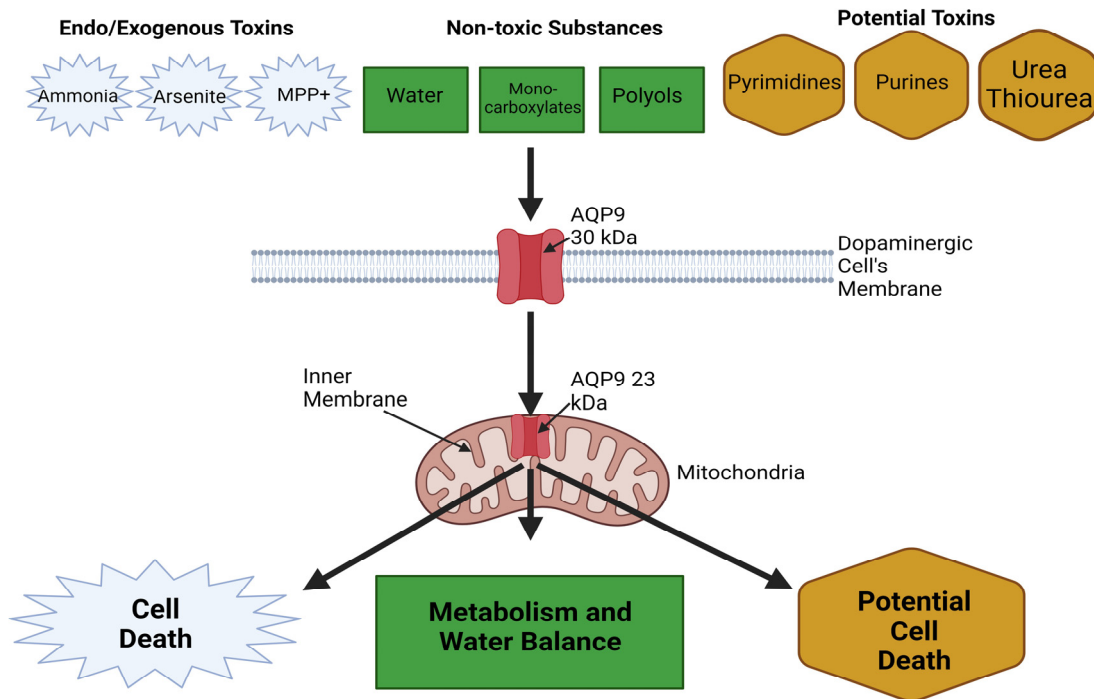 Endo/Exogenous Toxins
Non-toxic Substances
Potential Toxins
Ammonia
Arsenite
MPP+
Water
Mono-
carboxylates
Polyols
Pyrimidines
Purines
Urea
Thiourea
AQP9
30 kDa
Dopaminergic
Cell's
Membrane
Inner
Membrane
AQP9 23
kDa
Mitochondria
Cell
Death
Metabolism and
Water Balance
Potential
Cell
Death